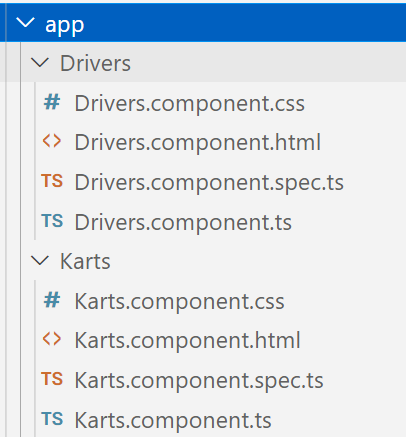 app
Drivers
# Drivers.component.css
<> Drivers.component.html
TS Drivers.component.spec.ts
TS Drivers.component.ts
Karts
# Karts.component.css
<> Karts.component.html
TS Karts.component.spec.ts
TS Karts.component.ts